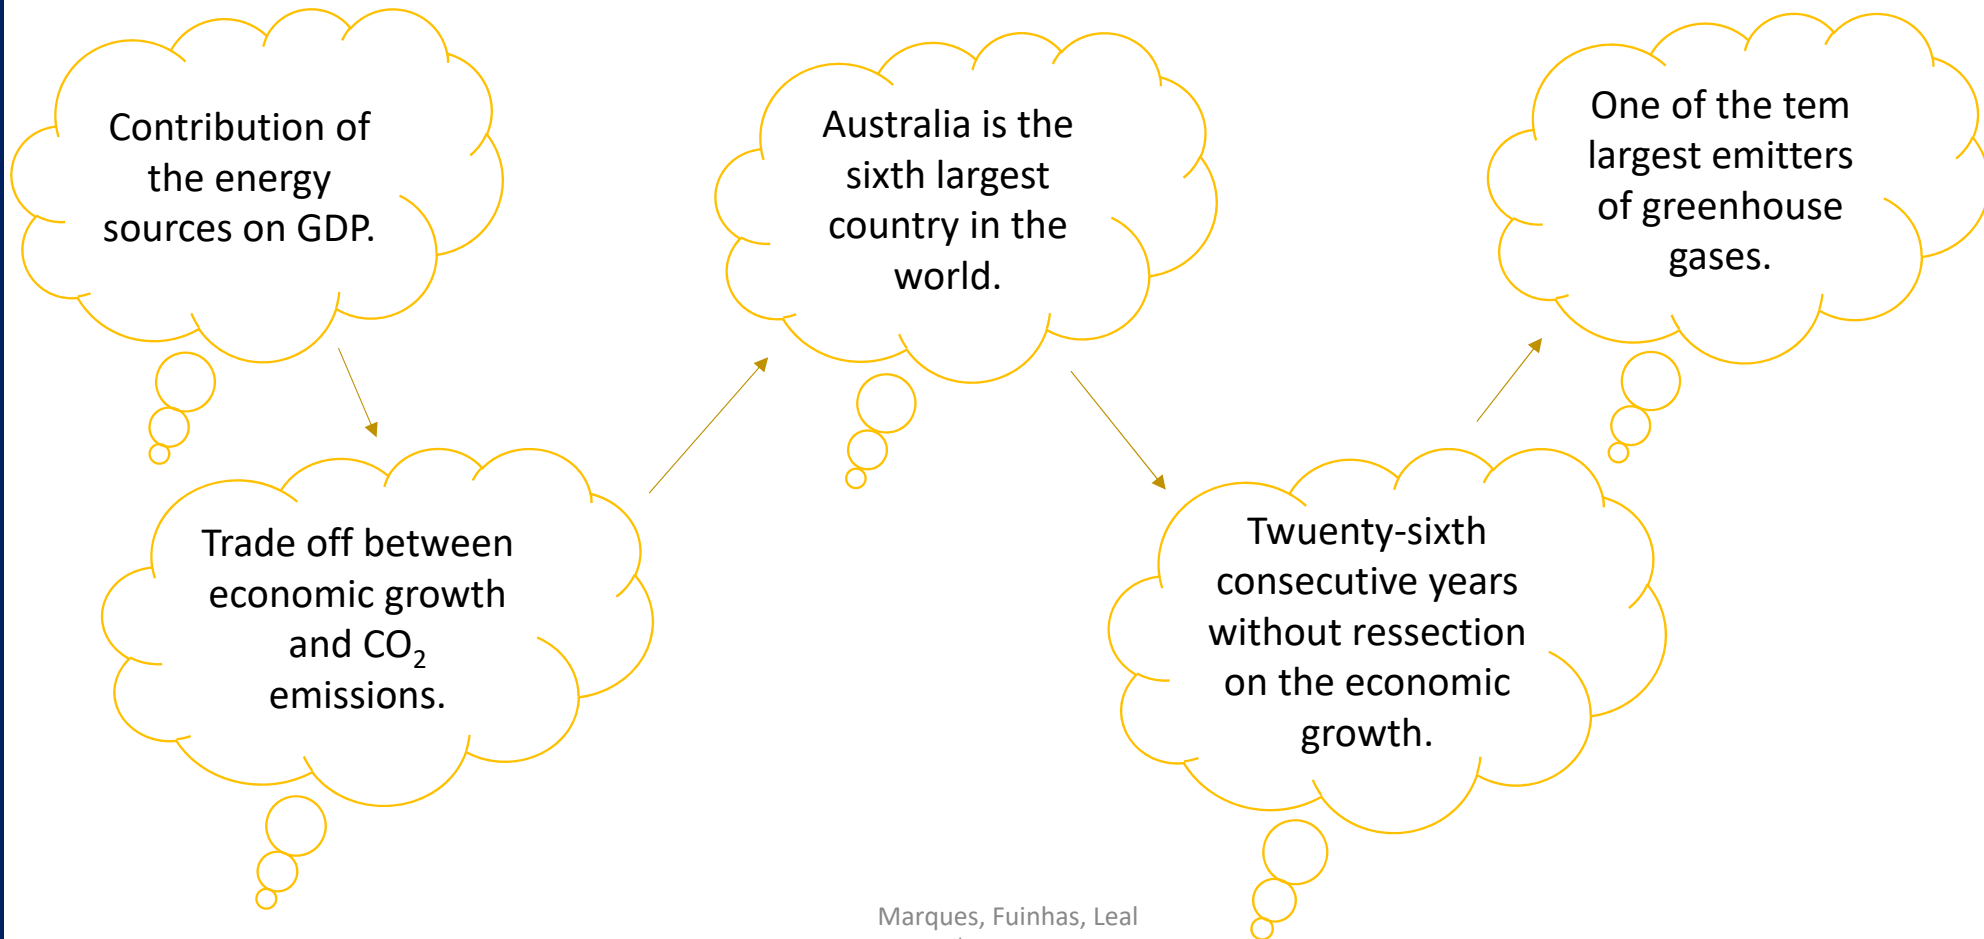 Contribution of
the energy
sources on GDP.
Trade off between
economic growth
and CO₂
emissions.
Australia is the
sixth largest
country in the
world.
Twuenty-sixth
consecutive years
without ressection
on the economic
growth.
One of the tem
largest emitters
of greenhouse
gases.
Marques, Fuinhas, Leal